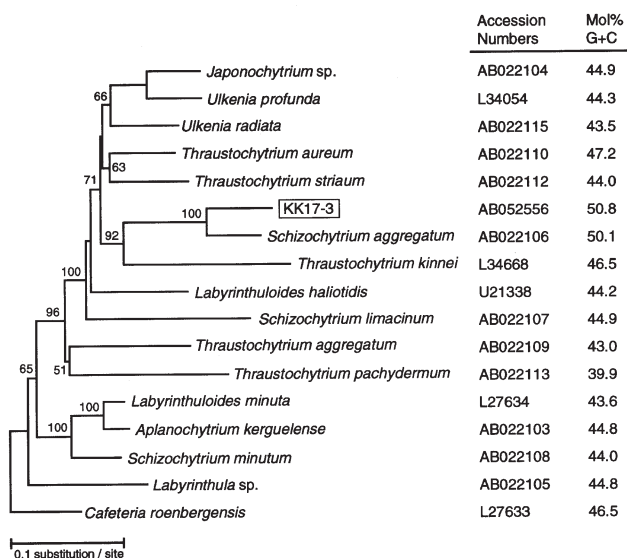 Accession Mol%
Numbers G+C
Japonochytrium sp. AB022104 44.9
66
Ulkenia profunda L34054 44.3
Ulkenia radiata AB022115 43.5
Thraustochytrium aureum AB022110 47.2
63
Thraustochytrium striaum AB022112 44.0
71
KK17-3 AB052556 50.8
100
Schizochytrium aggregatum AB022106 50.1
92
Thraustochytrium kinnei L34668 46.5
100
Labyrinthuloides haliotidis U21338 44.2
Schizochytrium limacinum AB022107 44.9
96
Thraustochytrium aggregatum AB022109 43.0
65 51
Thraustochytrium pachydermum AB022113 39.9
Labyrinthuloides minuta L27634 43.6
100
Aplanochytrium kerguelense AB022103 44.8
100
Schizochytrium minutum AB022108 44.0
Labyrinthula sp. AB022105 44.8
Cafeteria roenbergensis L27633 46.5
0.1 substitution / site